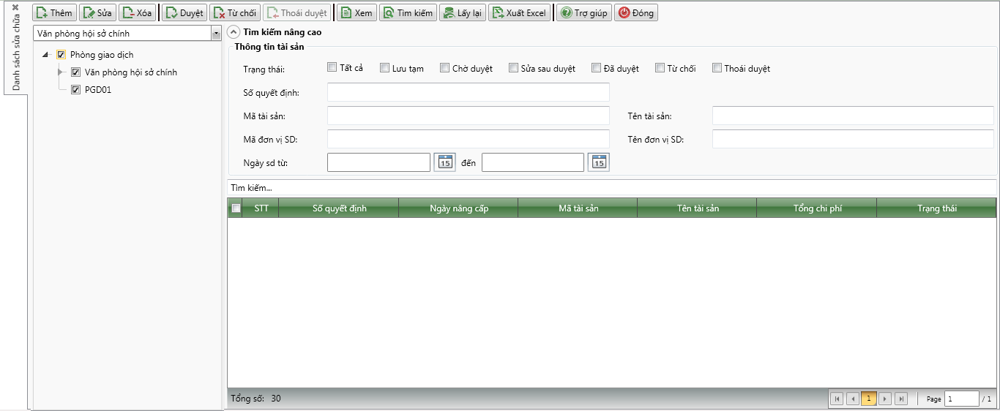 Danh sách sửa chữa
Thêm Sửa Xóa Duyệt Từ chối Thoái duyệt Xem Tìm kiếm Lấy lại Xuất Excel Trợ giúp Đóng
Văn phòng hội sở chính
Phòng giao dịch
Văn phòng hội sở chính
PGD01
Tìm kiếm nâng cao
Thông tin tài sản
Trạng thái: Tất cả Lưu tạm Chờ duyệt Sửa sau duyệt Đã duyệt Từ chối Thoái duyệt
Số quyết định:
Mã tài sản: Tên tài sản:
Mã đơn vị SD: Tên đơn vị SD:
Ngày sd từ: 15 đến 15
Tìm kiếm...
STT Số quyết định Ngày nâng cấp Mã tài sản Tên tài sản Tổng chi phí Trạng thái
Tổng số: 30 1 Page 1 / 1